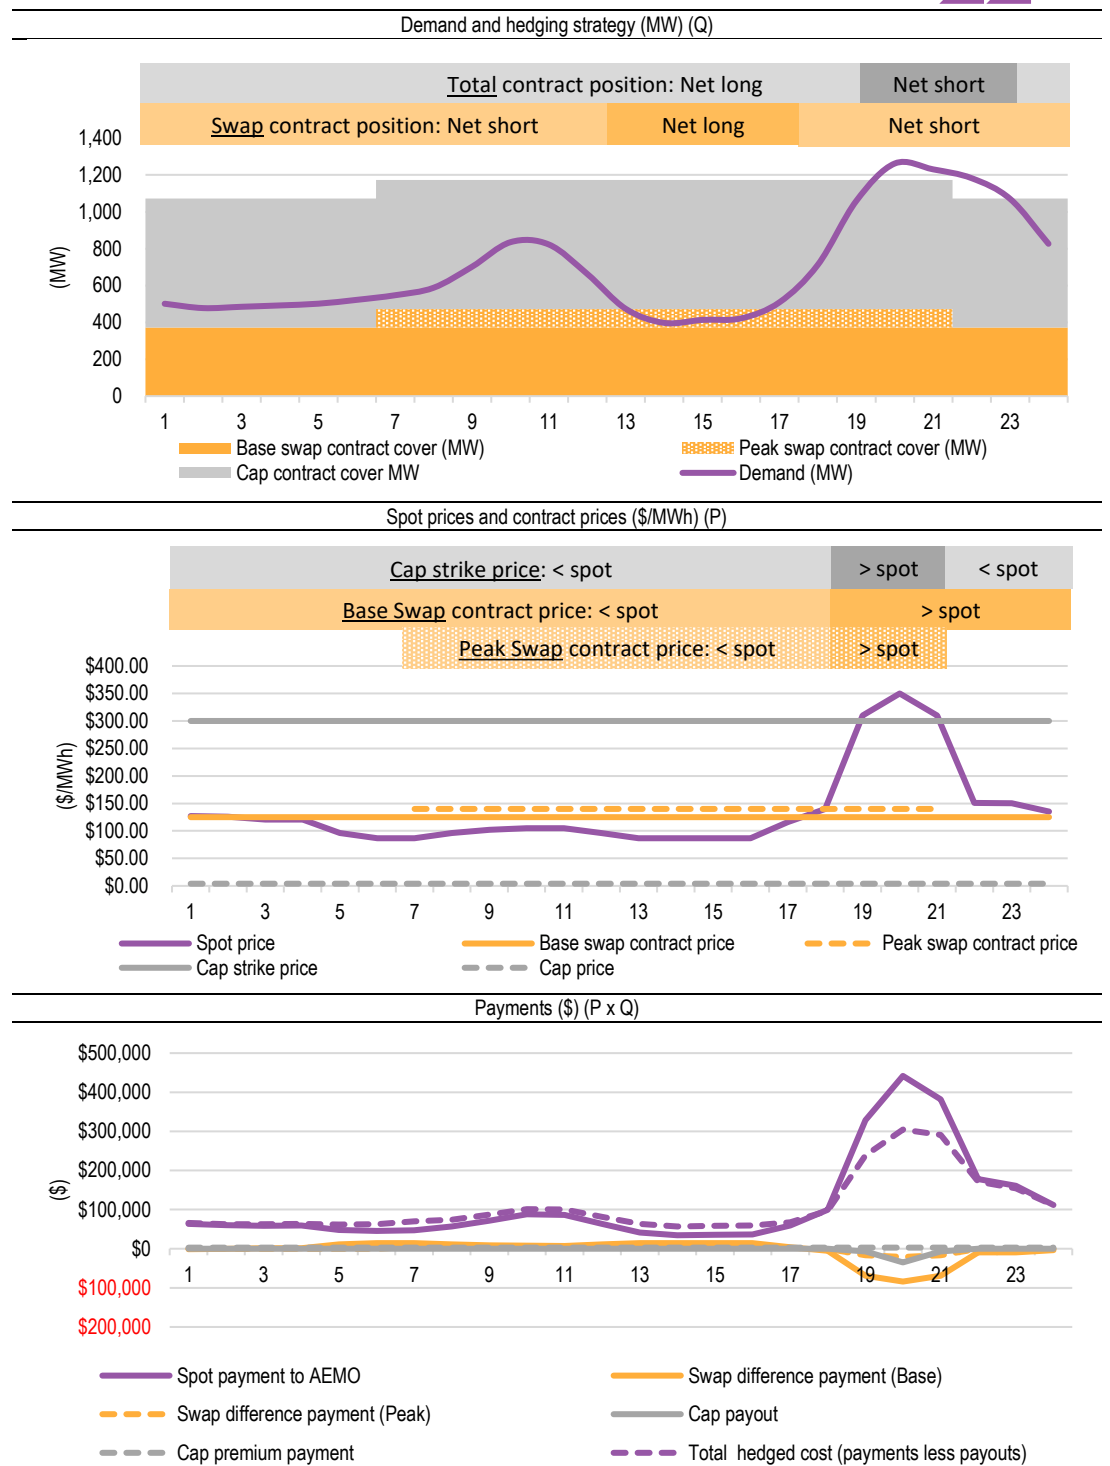 Demand and hedging strategy (MW) (Q)
Total contract position: Net long Net short
Swap contract position: Net short Net long Net short
1,400
1,200
1,000
800
600
400
200
0
(MW)
1 3 5 7 9 11 13 15 17 19 21 23
Base swap contract cover (MW) Peak swap contract cover (MW)
Cap contract cover MW Demand (MW)
Spot prices and contract prices ($/MWh) (P)
Cap strike price: < spot > spot < spot
Base Swap contract price: < spot > spot
Peak Swap contract price: < spot > spot
$400.00
$350.00
$300.00
$250.00
$200.00
$150.00
$100.00
$50.00
$0.00
($/MWh)
1 3 5 7 9 11 13 15 17 19 21 23
Spot price Base swap contract price Peak swap contract price
Cap strike price Cap price
Payments ($) (P x Q)
$500,000
$400,000
$300,000
$200,000
$100,000
$0
$100,000
$200,000
($)
1 3 5 7 9 11 13 15 17 19 21 23
Spot payment to AEMO Swap difference payment (Base)
Swap difference payment (Peak) Cap payout
Cap premium payment Total hedged cost (payments less payouts)